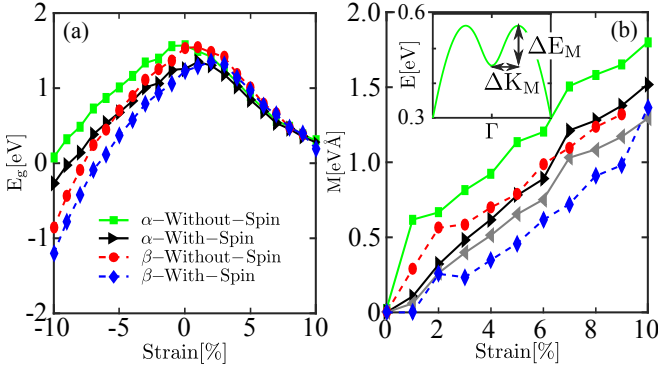 (a)
2
1
0
1
2
E_g[eV]
-10
-5
0
5
10
Strain[%]
α−Without−Spin
α−With−Spin
β−Without−Spin
β−With−Spin
(b)
2.0
1.5
1.0
0.5
0
M[eVÅ]
0
2
4
6
8
10
Strain[%]
0.6
0.3
E[eV]
Γ
ΔE_M
ΔK_M